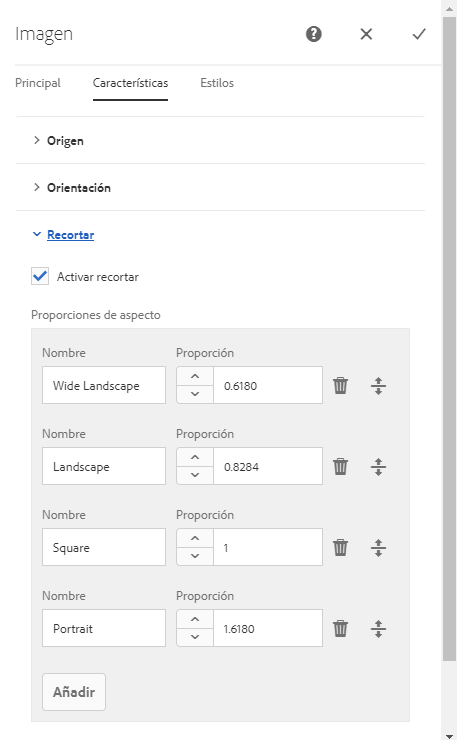 Imagen
Principal Características Estilos
Origen
Orientación
Recortar
Activar recortar
Proporciones de aspecto
Nombre Proporción
Wide Landscape 0.6180
Nombre Proporción
Landscape 0.8284
Nombre Proporción
Square 1
Nombre Proporción
Portrait 1.6180
Añadir